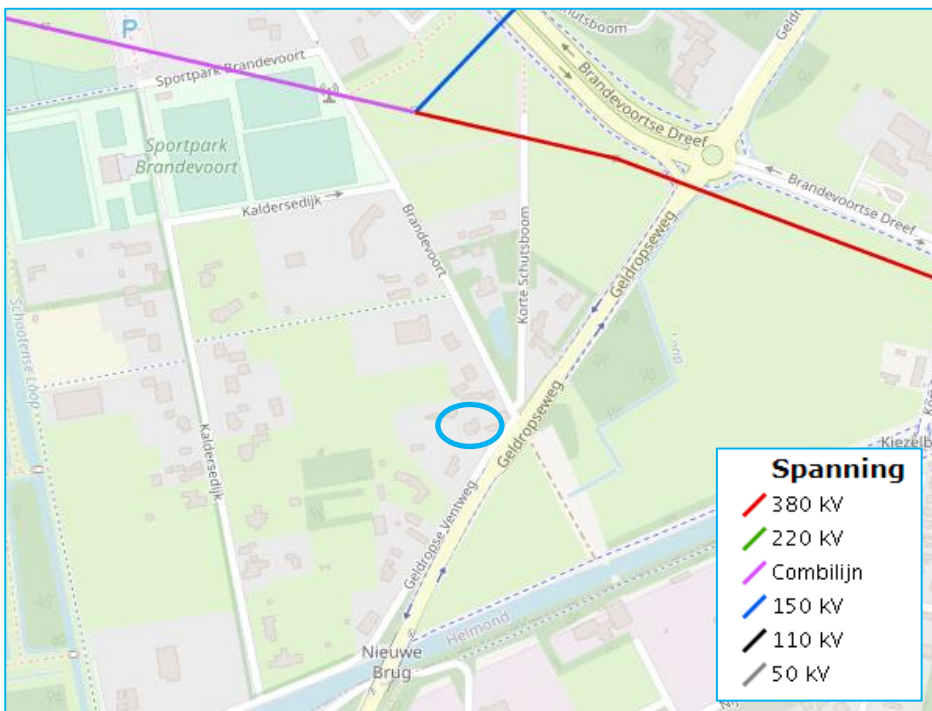 P
Schutsboom
Geldrop
Sportpark Brandevoort
Brandevoortse Dreef
Sportpark
Brandevoort
Brandevoortse Dreef
Kaldersedijk
Brandevoort
Korte Schutsboom
Geldropseweg
Schootense Loop
Kaldersedijk
Geldropseweg
Kiezelb
Geldropse Ventweg
Helmond
Nieuwe
Brug
Spanning
380 kV
220 kV
Combilijn
150 kV
110 kV
50 kV